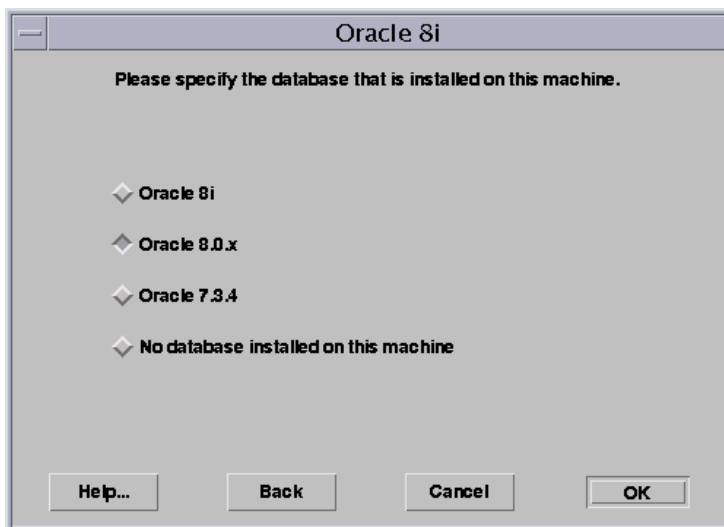 Oracle 8i
Please specify the database that is installed on this machine.
Oracle 8i
Oracle 8.0.x
Oracle 7.3.4
No database installed on this machine
Help... Back Cancel OK